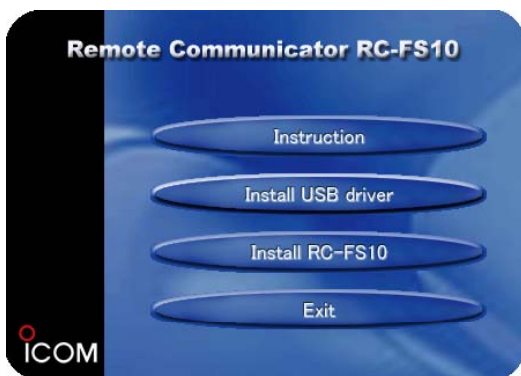 Remote Communicator RC-FS10
Instruction
Install USB driver
Install RC-FS10
Exit
ICOM